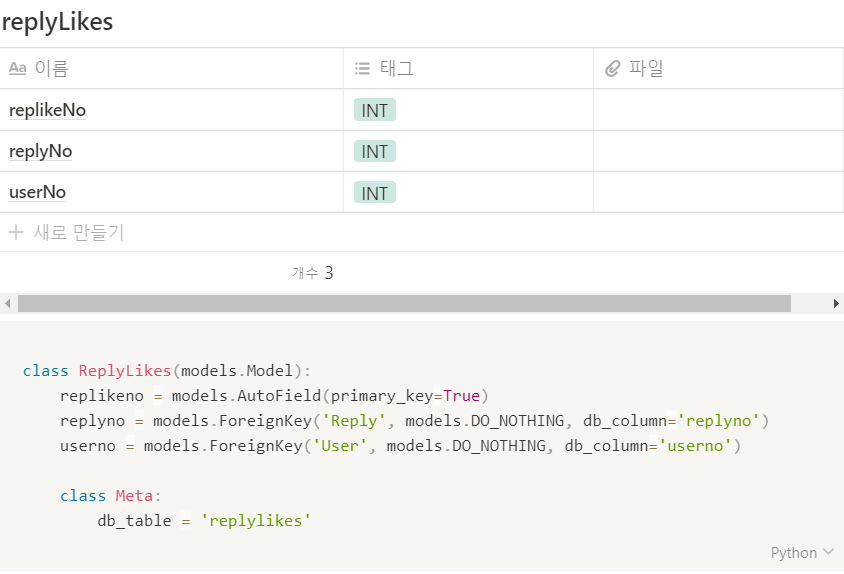 replyLikes
Aa 이름 태그 파일
replikeNo INT
replyNo INT
userNo INT
+ 새로 만들기
개수 3
class ReplyLikes(models.Model):
    replikeno = models.AutoField(primary_key=True)
    replyno = models.ForeignKey('Reply', models.DO_NOTHING, db_column='replyno')
    userno = models.ForeignKey('User', models.DO_NOTHING, db_column='userno')
    class Meta:
        db_table = 'replylikes'
Python